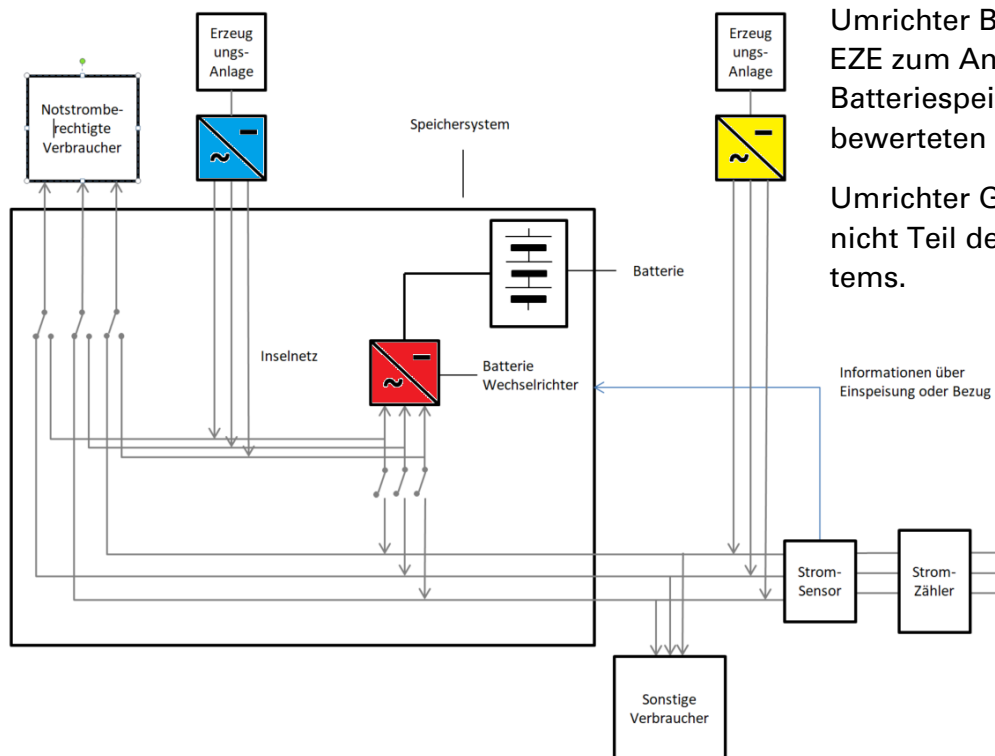 Erzeug
ungs-
Anlage
Erzeug
ungs-
Anlage
Umrichter B
EZE zum An
Batteriespei
bewerteten
Umrichter G
nicht Teil de
tems.
Notstrombe-
rechtigte
Verbraucher
Speichersystem
Batterie
Inselnetz
Batterie
Wechselrichter
Informationen über
Einspeisung oder Bezug
Strom-
Sensor
Strom-
Zähler
Sonstige
Verbraucher